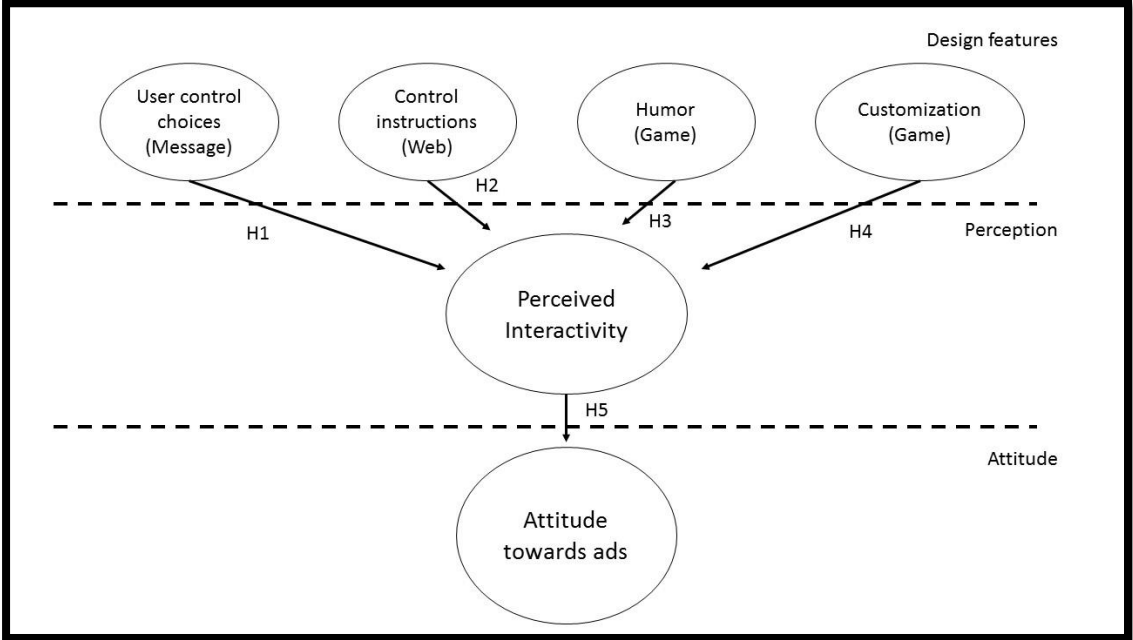 Design features
User control
choices
(Message)
Control
instructions
(Web)
Humor
(Game)
Customization
(Game)
H1
H2
H3
H4
Perception
Perceived
Interactivity
H5
Attitude
Attitude
towards ads